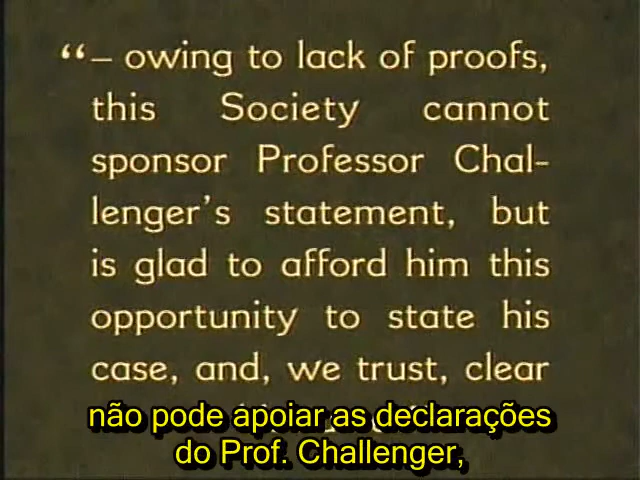 “– owing to lack of proofs,
this Society cannot
sponsor Professor Chal-
lenger’s statement, but
is glad to afford him this
opportunity to state his
case, and, we trust, clear
não pode apoiar as declarações
do Prof. Challenger,